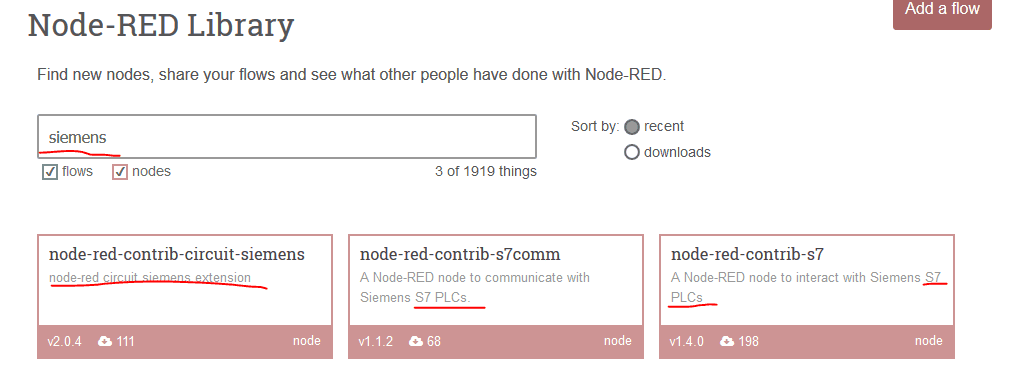 Add a flow
Node-RED Library
Find new nodes, share your flows and see what other people have done with Node-RED.
siemens
Sort by: recent
downloads
flows nodes 3 of 1919 things
node-red-contrib-circuit-siemens
node-red circuit siemens extension
v2.0.4 111 node
node-red-contrib-s7comm
A Node-RED node to communicate with
Siemens S7 PLCs.
v1.1.2 68 node
node-red-contrib-s7
A Node-RED node to interact with Siemens S7
PLCs
v1.4.0 198 node